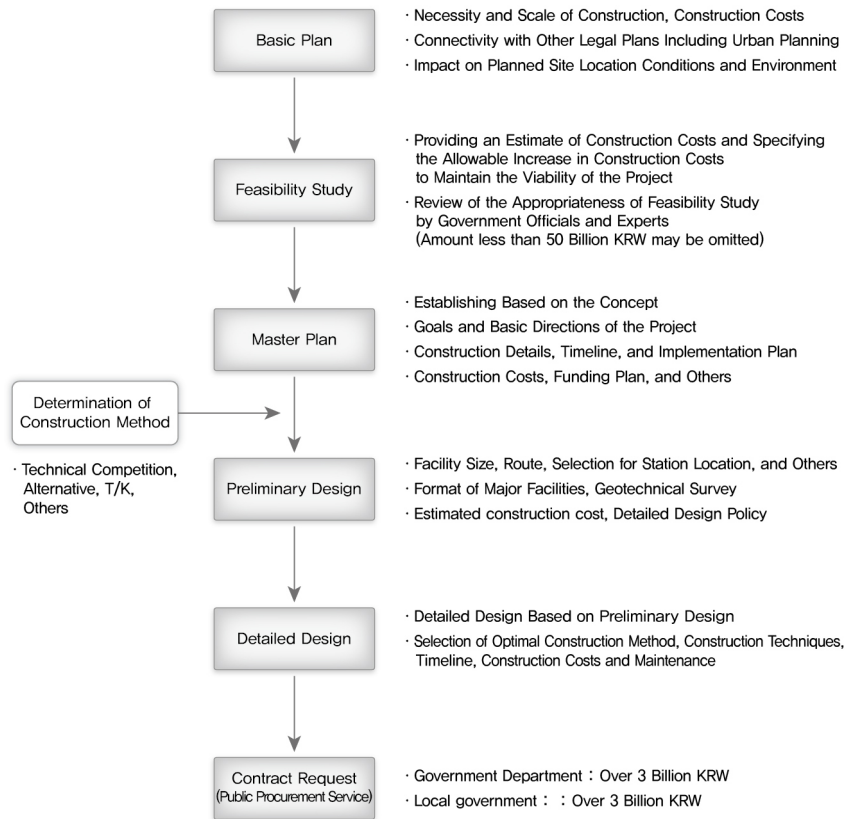 Basic Plan
· Necessity and Scale of Construction, Construction Costs
· Connectivity with Other Legal Plans Including Urban Planning
· Impact on Planned Site Location Conditions and Environment
Feasibility Study
· Providing an Estimate of Construction Costs and Specifying
the Allowable Increase in Construction Costs
to Maintain the Viability of the Project
· Review of the Appropriateness of Feasibility Study
by Government Officials and Experts
(Amount less than 50 Billion KRW may be omitted)
Master Plan
· Establishing Based on the Concept
· Goals and Basic Directions of the Project
· Construction Details, Timeline, and Implementation Plan
· Construction Costs, Funding Plan, and Others
Determination of
Construction Method
· Technical Competition,
Alternative, T/K,
Others
Preliminary Design
· Facility Size, Route, Selection for Station Location, and Others
· Format of Major Facilities, Geotechnical Survey
· Estimated construction cost, Detailed Design Policy
Detailed Design
· Detailed Design Based on Preliminary Design
· Selection of Optimal Construction Method, Construction Techniques,
Timeline, Construction Costs and Maintenance
Contract Request
(Public Procurement Service)
· Government Department : Over 3 Billion KRW
· Local government : : Over 3 Billion KRW